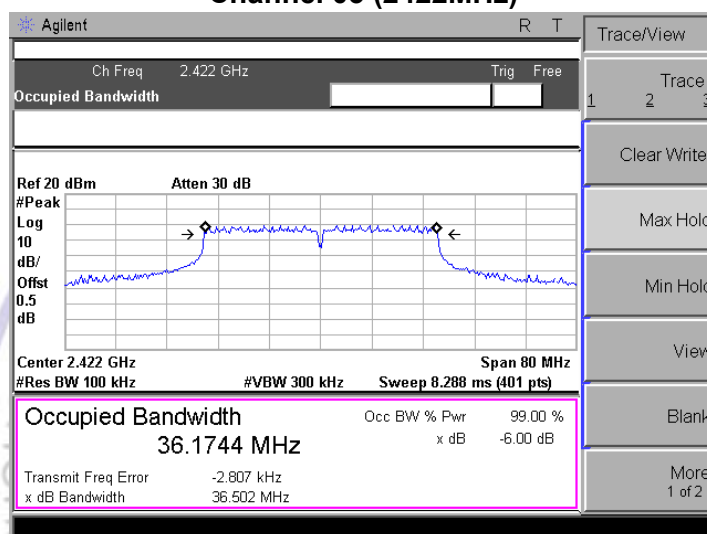 Channel 03 (2422MHz)
Agilent R T
Trace/View
Ch Freq 2.422 GHz Trig Free
Occupied Bandwidth
Trace
1 2 3
Clear Write
Ref 20 dBm Atten 30 dB
#Peak
Log
10
dB/
Offst
0.5
dB
Max Hold
Min Hold
Center 2.422 GHz Span 80 MHz
#Res BW 100 kHz #VBW 300 kHz Sweep 8.288 ms (401 pts)
View
Occupied Bandwidth Occ BW % Pwr 99.00 %
36.1744 MHz x dB -6.00 dB
Blank
Transmit Freq Error -2.807 kHz
x dB Bandwidth 36.502 MHz
More
1 of 2